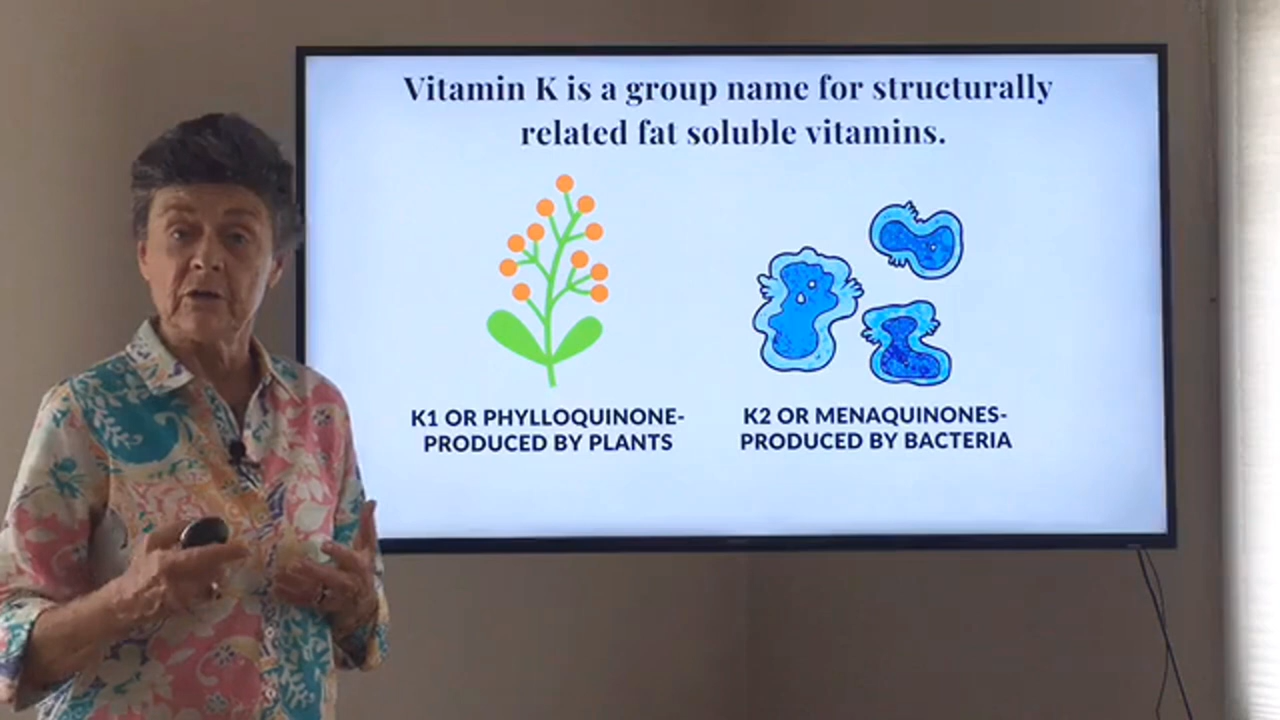 Vitamin K is a group name for structurally
related fat soluble vitamins.
K1 OR PHYLLOQUINONE-
PRODUCED BY PLANTS
K2 OR MENAQUINONES-
PRODUCED BY BACTERIA